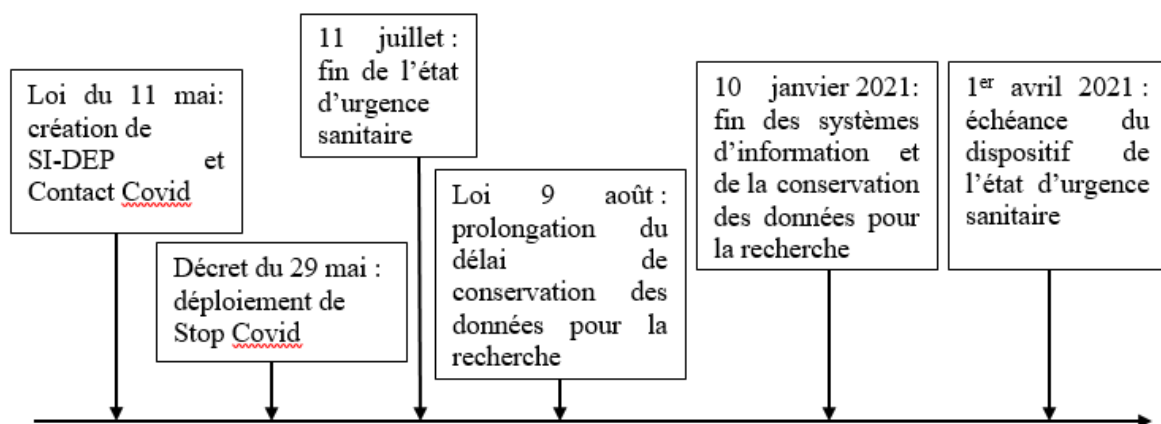 Loi du 11 mai:
création de
SI-DEP et
Contact Covid
Décret du 29 mai :
déploiement de
Stop Covid
11 juillet :
fin de l’état
d’urgence
sanitaire
Loi 9 août :
prolongation du
délai de
conservation des
données pour la
recherche
10 janvier 2021:
fin des systèmes
d’information et
de la conservation
des données pour
la recherche
1er avril 2021 :
échéance du
dispositif de
l’état d’urgence
sanitaire